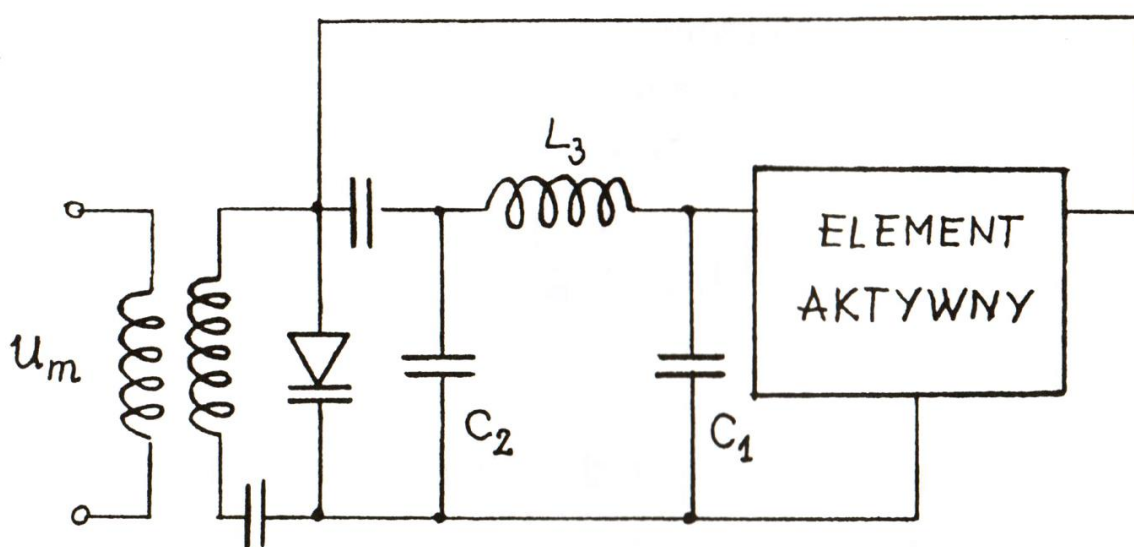 L₃
ELEMENT
AKTYWNY
uₘ
C₂
C₁